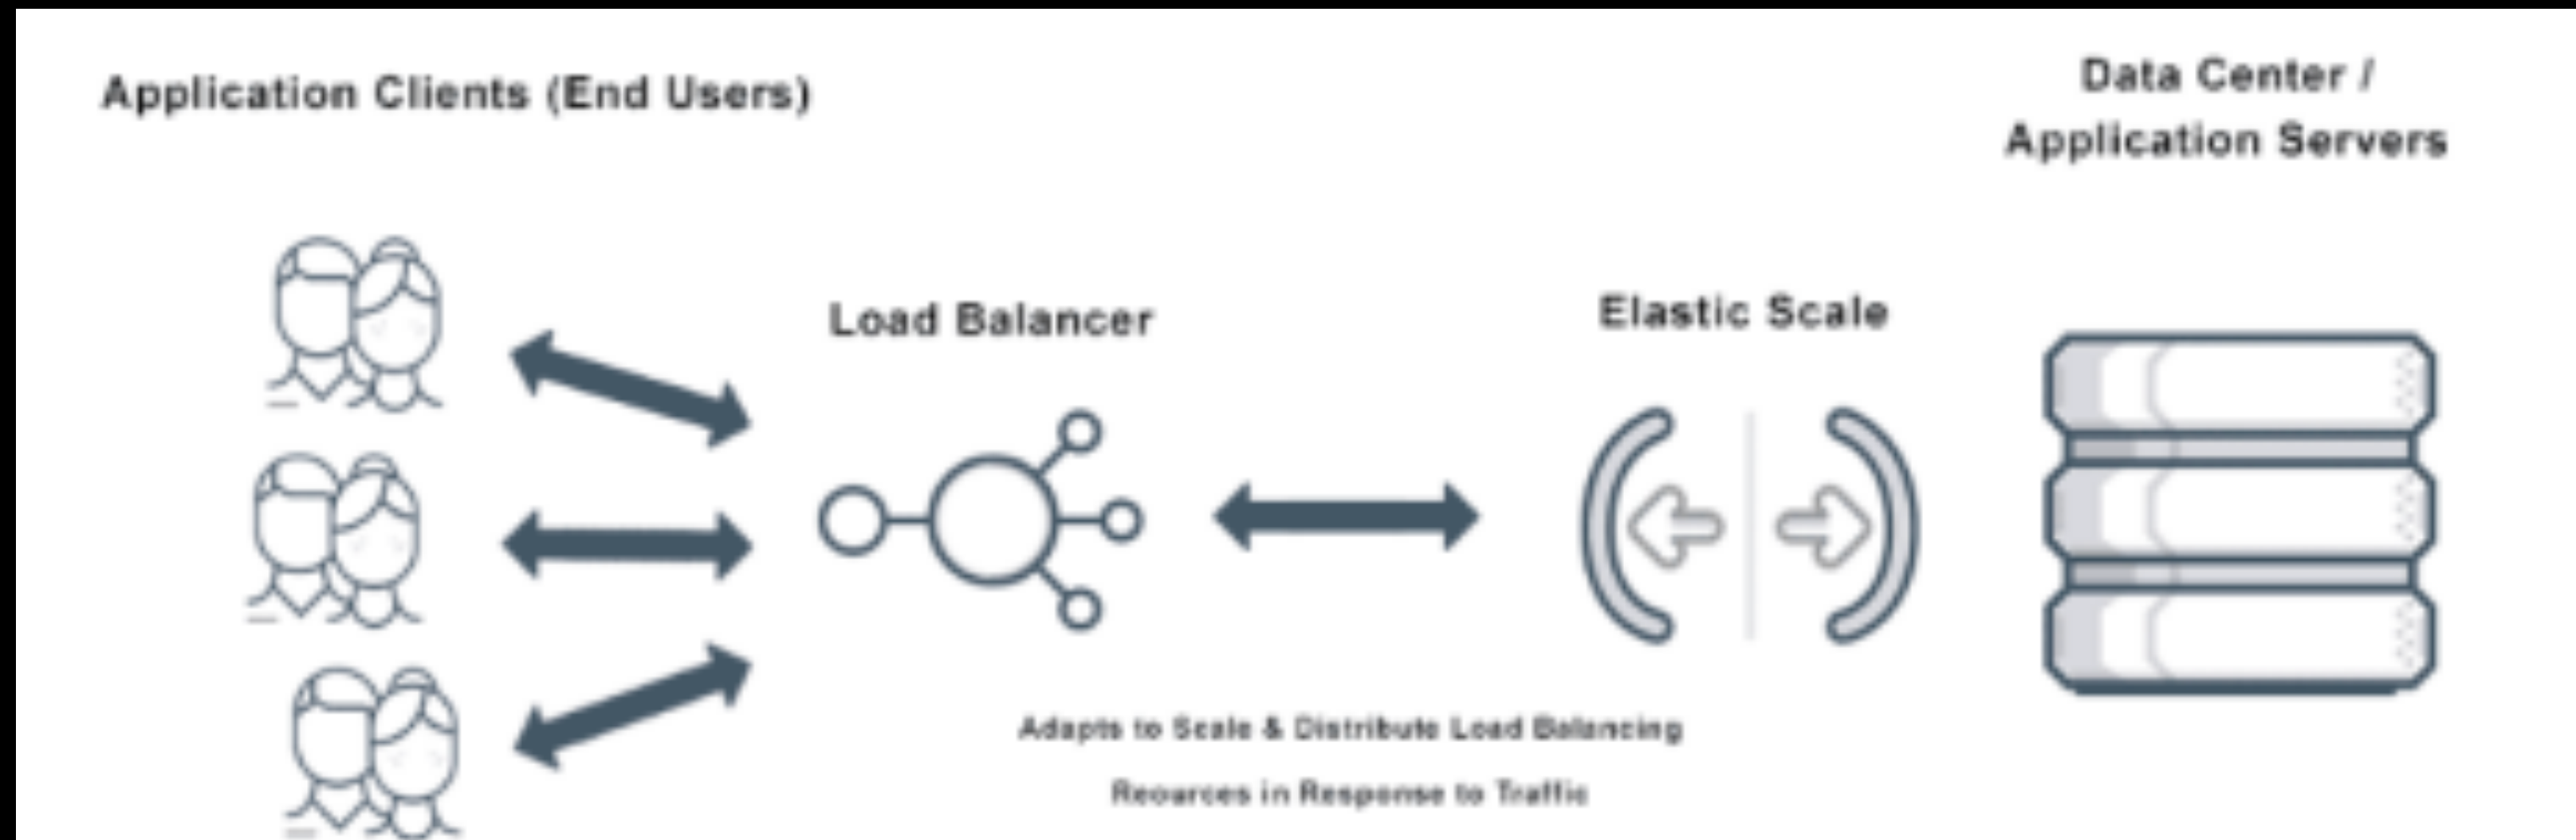 Application Clients (End Users)
Data Center /
Application Servers
Load Balancer
Elastic Scale
Adapts to Scale & Distribute Load Balancing
Reources in Response to Traffic